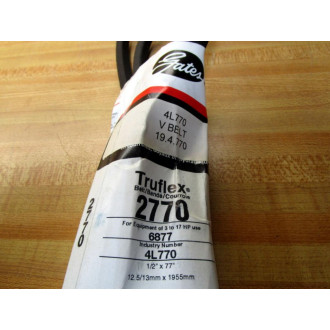 Gates
4L770
V BELT
19.4.770
Truflex®
Belt/Banda/Courroie
2770
For Equipment of 3 to 17 HP use
6877
Industry Number
4L770
1/2" x 77"
12.5/13mm x 1955mm
2770